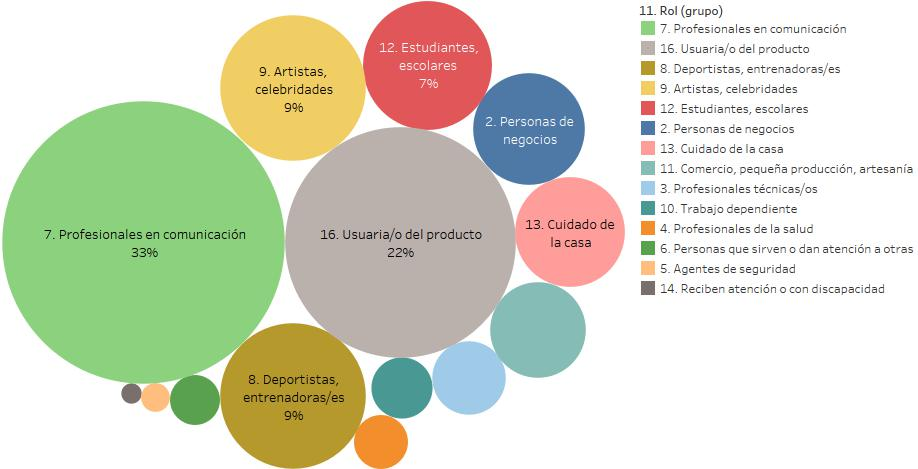 12. Estudiantes,
escolares
7%
9. Artistas,
celebridades
9%
2. Personas de
negocios
7. Profesionales en comunicación
33%
16. Usuaria/o del producto
22%
13. Cuidado de
la casa
8. Deportistas,
entrenadoras/es
9%
11. Rol (grupo)
7. Profesionales en comunicación
16. Usuaria/o del producto
8. Deportistas, entrenadoras/es
9. Artistas, celebridades
12. Estudiantes, escolares
2. Personas de negocios
13. Cuidado de la casa
11. Comercio, pequeña producción, artesanía
3. Profesionales técnicas/os
10. Trabajo dependiente
4. Profesionales de la salud
6. Personas que sirven o dan atención a otras
5. Agentes de seguridad
14. Reciben atención o con discapacidad